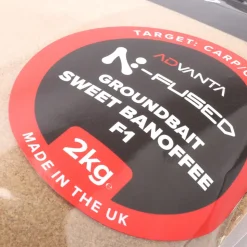 TARGET: CARP/
ADVANTA
N-FUSED
GROUNDBAIT
SWEET BANOFFEE
F1
2kg e
MADE IN THE UK